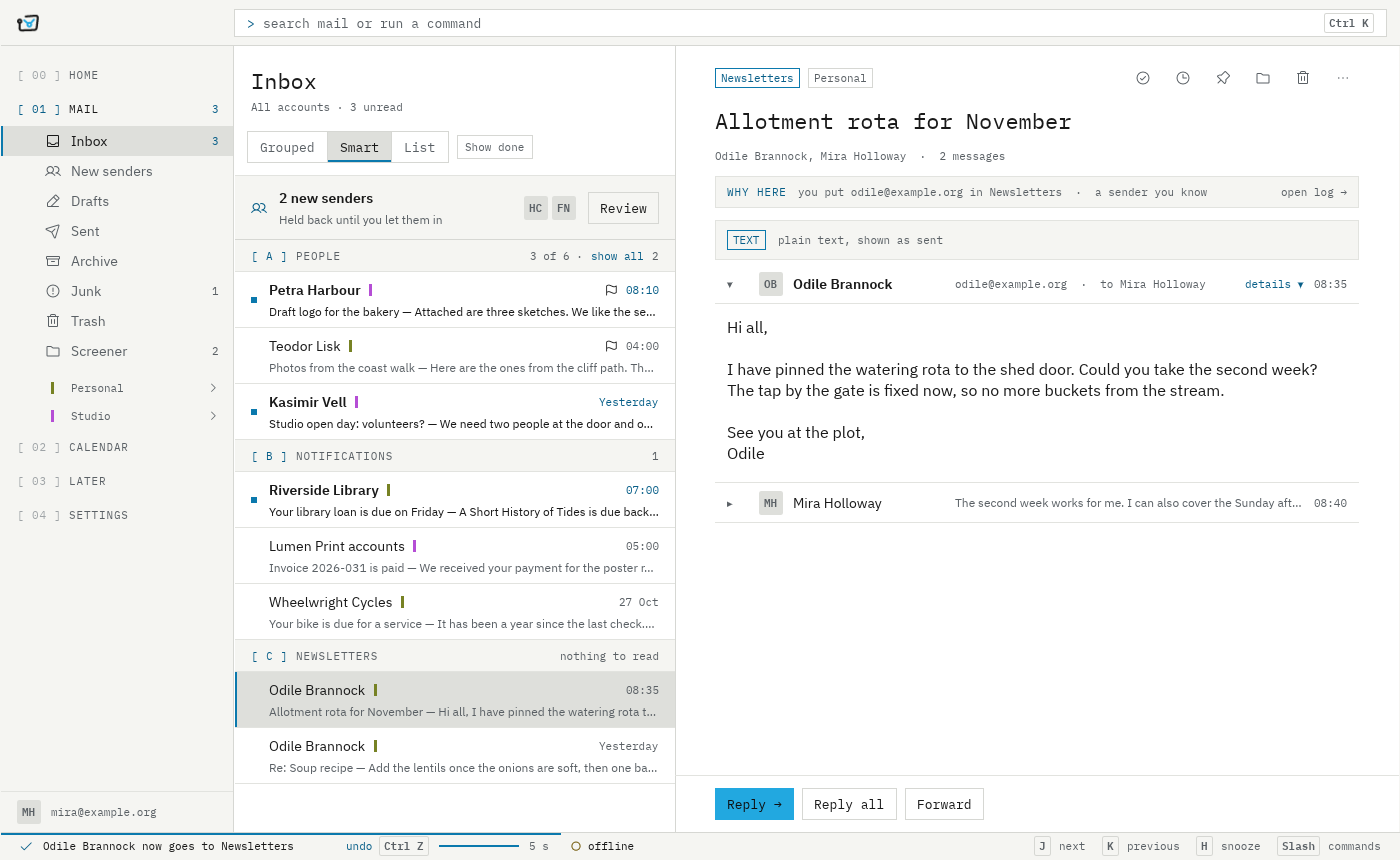 > search mail or run a command
Ctrl K
[ 00 ] HOME
[ 01 ] MAIL 3
Inbox 3
New senders
Drafts
Sent
Archive
Junk 1
Trash
Screener 2
Personal
Studio
[ 02 ] CALENDAR
[ 03 ] LATER
[ 04 ] SETTINGS
MH mira@example.org
Inbox
All accounts · 3 unread
Grouped Smart List Show done
2 new senders
Held back until you let them in
HC FN Review
[ A ] PEOPLE 3 of 6 · show all 2
Petra Harbour 08:10
Draft logo for the bakery — Attached are three sketches. We like the se…
Teodor Lisk 04:00
Photos from the coast walk — Here are the ones from the cliff path. Th…
Kasimir Vell Yesterday
Studio open day: volunteers? — We need two people at the door and o…
[ B ] NOTIFICATIONS 1
Riverside Library 07:00
Your library loan is due on Friday — A Short History of Tides is due back…
Lumen Print accounts 05:00
Invoice 2026-031 is paid — We received your payment for the poster r…
Wheelwright Cycles 27 Oct
Your bike is due for a service — It has been a year since the last check.…
[ C ] NEWSLETTERS nothing to read
Odile Brannock 08:35
Allotment rota for November — Hi all, I have pinned the watering rota t…
Odile Brannock Yesterday
Re: Soup recipe — Add the lentils once the onions are soft, then one ba…
Newsletters Personal
Allotment rota for November
Odile Brannock, Mira Holloway · 2 messages
WHY HERE you put odile@example.org in Newsletters · a sender you know open log →
TEXT plain text, shown as sent
▾ OB Odile Brannock odile@example.org · to Mira Holloway details ▾ 08:35
Hi all,
I have pinned the watering rota to the shed door. Could you take the second week?
The tap by the gate is fixed now, so no more buckets from the stream.
See you at the plot,
Odile
▸ MH Mira Holloway The second week works for me. I can also cover the Sunday aft… 08:40
Reply → Reply all Forward
Odile Brannock now goes to Newsletters undo Ctrl Z 5 s offline
J next K previous H snooze Slash commands